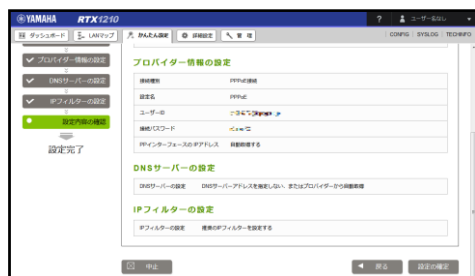 YAMAHA RTX1210
? ユーザー名なし
ダッシュボード LANマップ かんたん設定 詳細設定 管理 CONFIG SYSLOG TECHINFO
プロバイダー情報の設定
DNSサーバーの設定
IPフィルターの設定
設定内容の確認
設定完了
プロバイダー情報の設定
接続種別 PPPoE接続
設定名 PPPoE
ユーザーID
接続パスワード
PPインターフェースのIPアドレス 自動取得する
DNSサーバーの設定
DNSサーバーの設定 DNSサーバーアドレスを指定しない、またはプロバイダーから自動取得
IPフィルターの設定
IPフィルターの設定 推奨のIPフィルターを設定する
中止 戻る 設定の確定